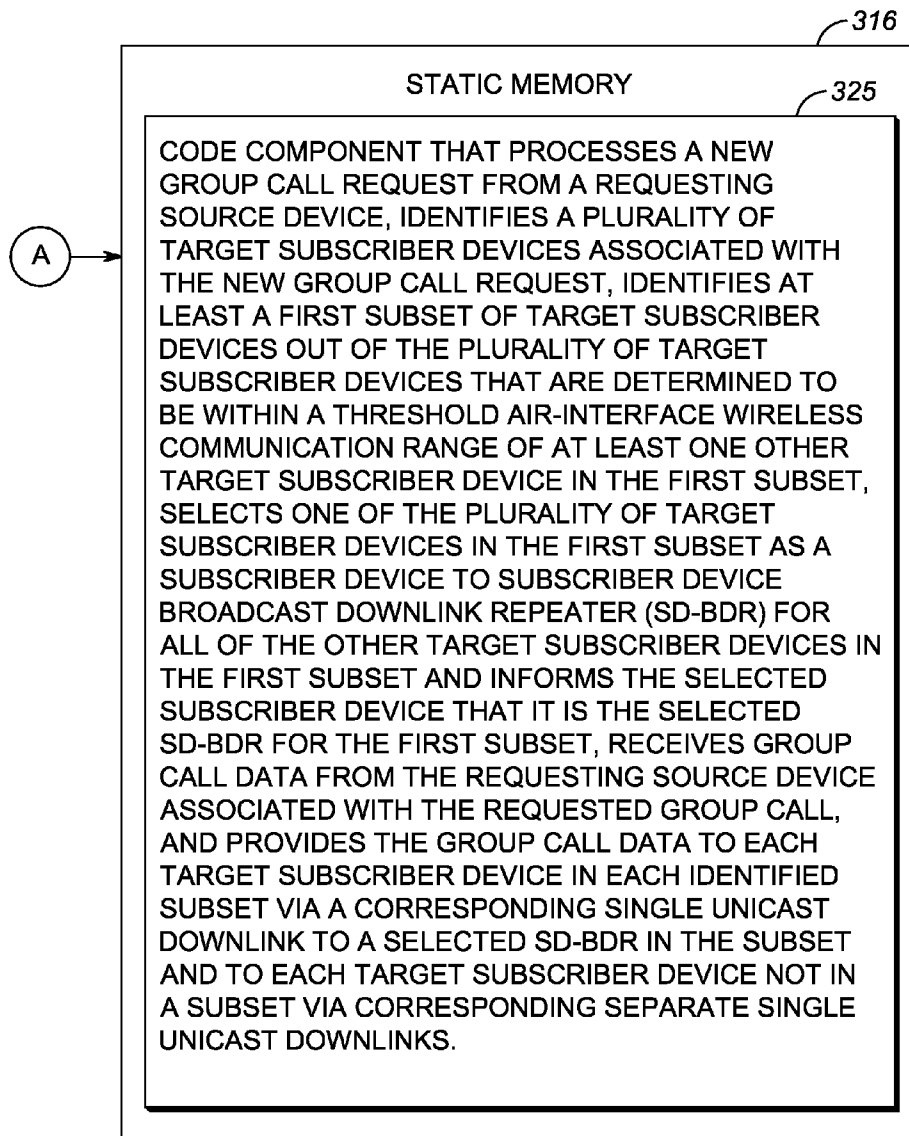 316
STATIC MEMORY
325
CODE COMPONENT THAT PROCESSES A NEW
GROUP CALL REQUEST FROM A REQUESTING
SOURCE DEVICE, IDENTIFIES A PLURALITY OF
TARGET SUBSCRIBER DEVICES ASSOCIATED WITH
THE NEW GROUP CALL REQUEST, IDENTIFIES AT
LEAST A FIRST SUBSET OF TARGET SUBSCRIBER
DEVICES OUT OF THE PLURALITY OF TARGET
SUBSCRIBER DEVICES THAT ARE DETERMINED TO
BE WITHIN A THRESHOLD AIR-INTERFACE WIRELESS
COMMUNICATION RANGE OF AT LEAST ONE OTHER
TARGET SUBSCRIBER DEVICE IN THE FIRST SUBSET,
SELECTS ONE OF THE PLURALITY OF TARGET
SUBSCRIBER DEVICES IN THE FIRST SUBSET AS A
SUBSCRIBER DEVICE TO SUBSCRIBER DEVICE
BROADCAST DOWNLINK REPEATER (SD-BDR) FOR
ALL OF THE OTHER TARGET SUBSCRIBER DEVICES IN
THE FIRST SUBSET AND INFORMS THE SELECTED
SUBSCRIBER DEVICE THAT IT IS THE SELECTED
SD-BDR FOR THE FIRST SUBSET, RECEIVES GROUP
CALL DATA FROM THE REQUESTING SOURCE DEVICE
ASSOCIATED WITH THE REQUESTED GROUP CALL,
AND PROVIDES THE GROUP CALL DATA TO EACH
TARGET SUBSCRIBER DEVICE IN EACH IDENTIFIED
SUBSET VIA A CORRESPONDING SINGLE UNICAST
DOWNLINK TO A SELECTED SD-BDR IN THE SUBSET
AND TO EACH TARGET SUBSCRIBER DEVICE NOT IN
A SUBSET VIA CORRESPONDING SEPARATE SINGLE
UNICAST DOWNLINKS.
A